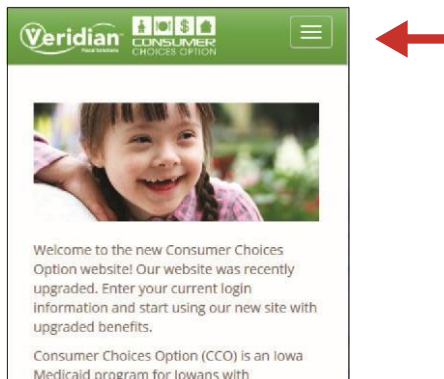 Veridian
Fiscal Solutions
CONSUMER
CHOICES OPTION
Welcome to the new Consumer Choices
Option website! Our website was recently
upgraded. Enter your current login
information and start using our new site with
upgraded benefits.
Consumer Choices Option (CCO) is an Iowa
Medicaid program for Iowans with